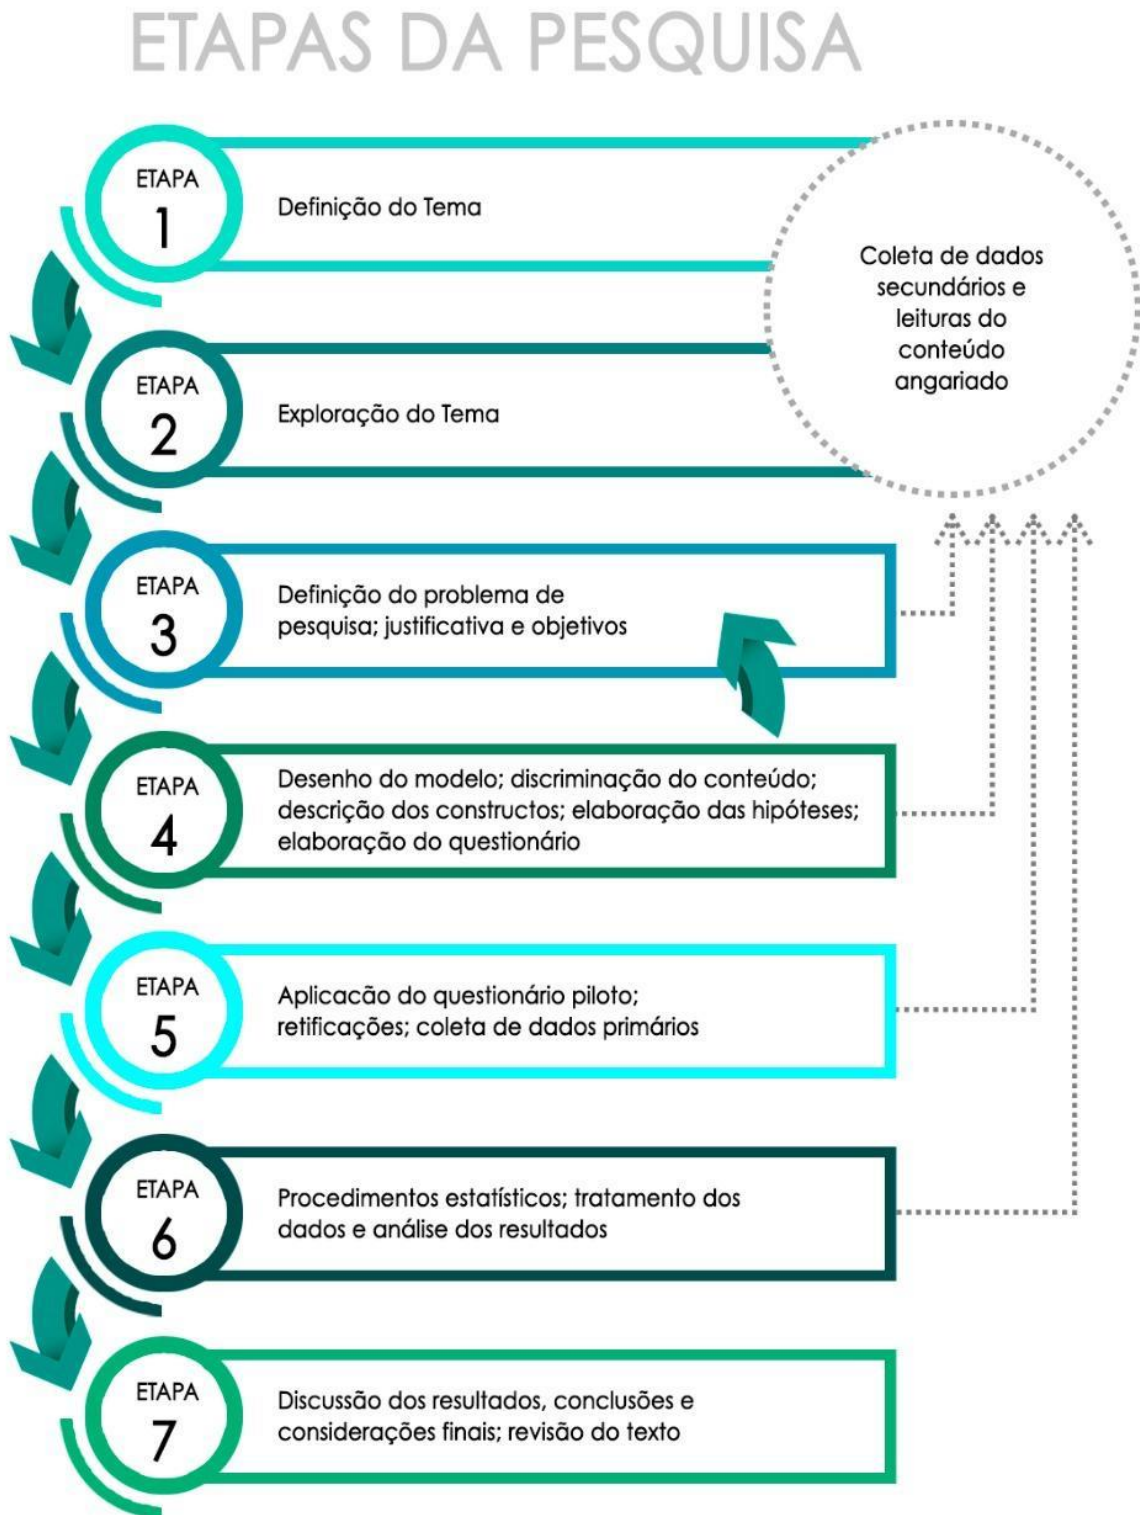 ETAPAS DA PESQUISA
ETAPA
1
Definição do Tema
Coleta de dados
secundários e
leituras do
conteúdo
angariado
ETAPA
2
Exploração do Tema
ETAPA
3
Definição do problema de
pesquisa; justificativa e objetivos
ETAPA
4
Desenho do modelo; discriminação do conteúdo;
descrição dos constructos; elaboração das hipóteses;
elaboração do questionário
ETAPA
5
Aplicacão do questionário piloto;
retificações; coleta de dados primários
ETAPA
6
Procedimentos estatísticos; tratamento dos
dados e análise dos resultados
ETAPA
7
Discussão dos resultados, conclusões e
considerações finais; revisão do texto